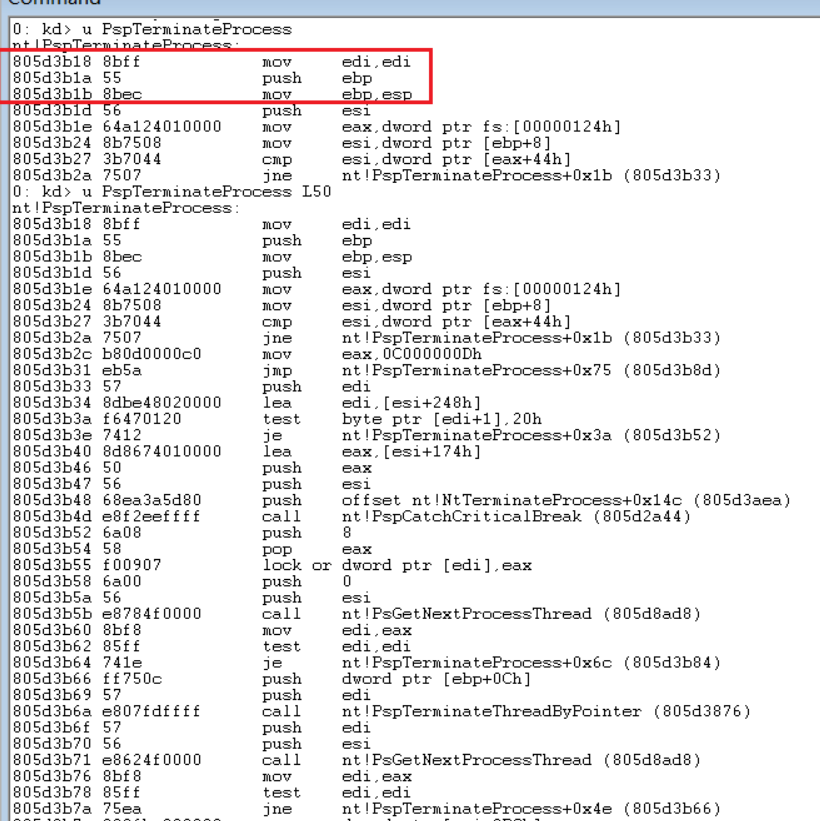 Command
0: kd> u PspTerminateProcess
nt!PspTerminateProcess:
805d3b18 8bff mov edi,edi
805d3b1a 55 push ebp
805d3b1b 8bec mov ebp,esp
805d3b1d 56 push esi
805d3b1e 64a124010000 mov eax,dword ptr fs:[00000124h]
805d3b24 8b7508 mov esi,dword ptr [ebp+8]
805d3b27 3b7044 cmp esi,dword ptr [eax+44h]
805d3b2a 7507 jne nt!PspTerminateProcess+0x1b (805d3b33)
0: kd> u PspTerminateProcess L50
nt!PspTerminateProcess:
805d3b18 8bff mov edi,edi
805d3b1a 55 push ebp
805d3b1b 8bec mov ebp,esp
805d3b1d 56 push esi
805d3b1e 64a124010000 mov eax,dword ptr fs:[00000124h]
805d3b24 8b7508 mov esi,dword ptr [ebp+8]
805d3b27 3b7044 cmp esi,dword ptr [eax+44h]
805d3b2a 7507 jne nt!PspTerminateProcess+0x1b (805d3b33)
805d3b2c b80d0000c0 mov eax,0C000000Dh
805d3b31 eb5a jmp nt!PspTerminateProcess+0x75 (805d3b8d)
805d3b33 57 push edi
805d3b34 8dbe48020000 lea edi,[esi+248h]
805d3b3a f6470120 test byte ptr [edi+1],20h
805d3b3e 7412 je nt!PspTerminateProcess+0x3a (805d3b52)
805d3b40 8d8674010000 lea eax,[esi+174h]
805d3b46 50 push eax
805d3b47 56 push esi
805d3b48 68ea3a5d80 push offset nt!NtTerminateProcess+0x14c (805d3aea)
805d3b4d e8f2eeffff call nt!PspCatchCriticalBreak (805d2a44)
805d3b52 6a08 push 8
805d3b54 58 pop eax
805d3b55 f00907 lock or dword ptr [edi],eax
805d3b58 6a00 push 0
805d3b5a 56 push esi
805d3b5b e8784f0000 call nt!PsGetNextProcessThread (805d8ad8)
805d3b60 8bf8 mov edi,eax
805d3b62 85ff test edi,edi
805d3b64 741e je nt!PspTerminateProcess+0x6c (805d3b84)
805d3b66 ff750c push dword ptr [ebp+0Ch]
805d3b69 57 push edi
805d3b6a e807fdffff call nt!PspTerminateThreadByPointer (805d3876)
805d3b6f 57 push edi
805d3b70 56 push esi
805d3b71 e8624f0000 call nt!PsGetNextProcessThread (805d8ad8)
805d3b76 8bf8 mov edi,eax
805d3b78 85ff test edi,edi
805d3b7a 75ea jne nt!PspTerminateProcess+0x4e (805d3b66)